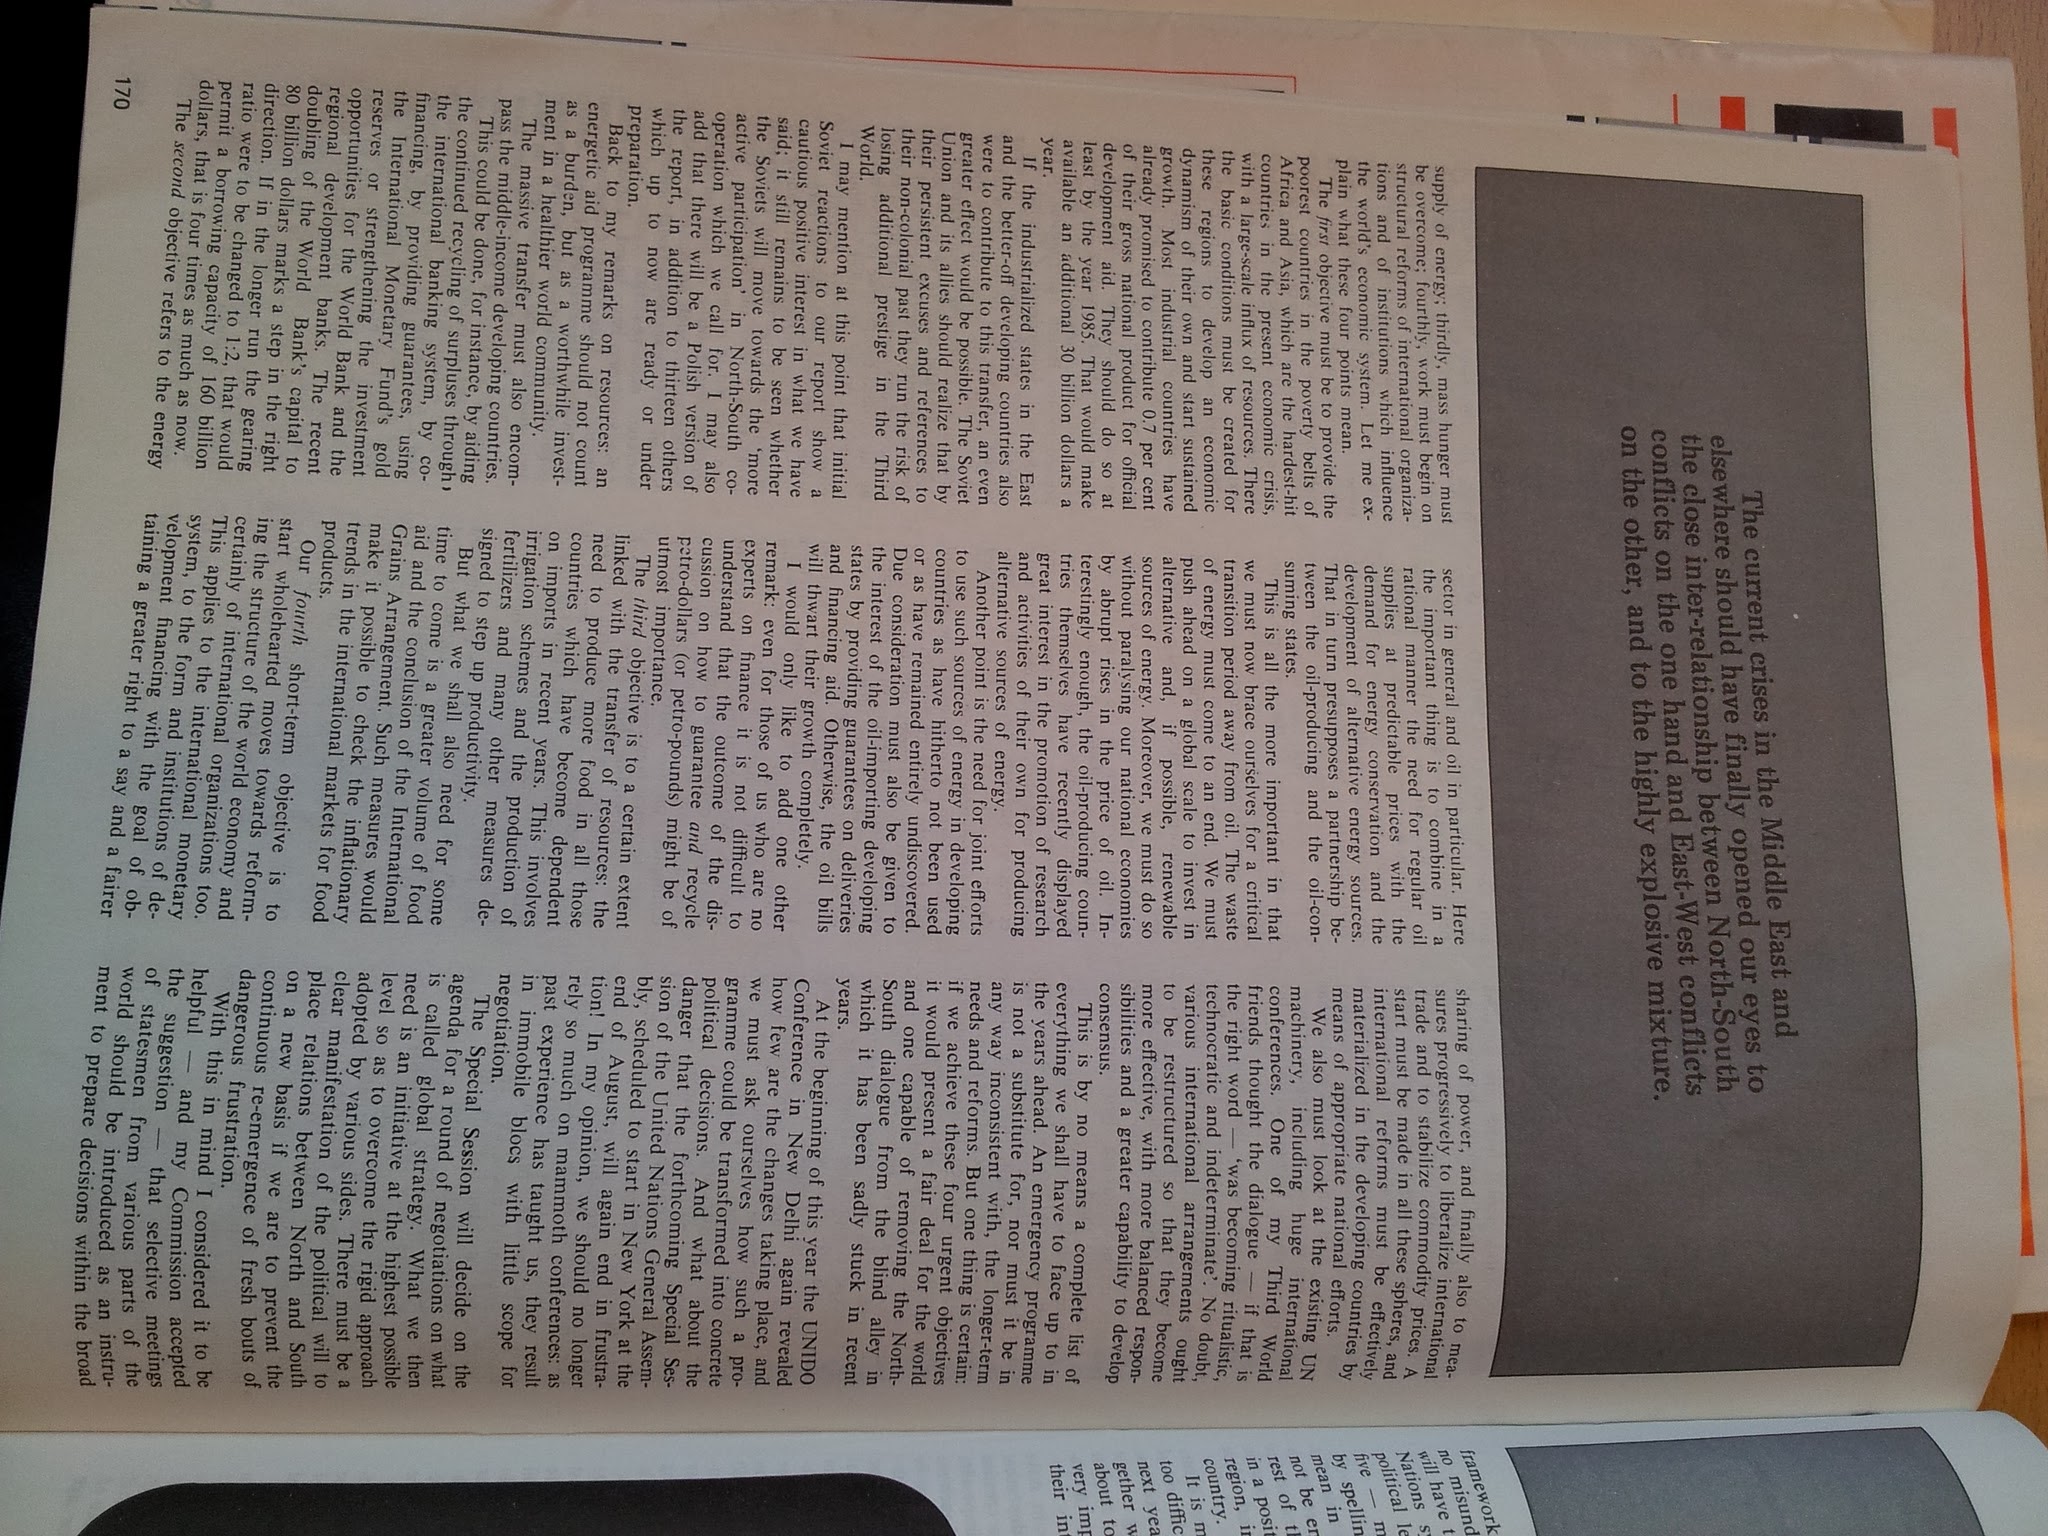 The current crises in the Middle East and
elsewhere should have finally opened our eyes to
the close inter-relationship between North-South
conflicts on the one hand and East-West conflicts
on the other, and to the highly explosive mixture.
supply of energy; thirdly, mass hunger must
be overcome; fourthly, work must begin on
structural reforms of international organiza-
tions and of institutions which influence
the world's economic system. Let me ex-
plain what these four points mean.
The first objective must be to provide the
poorest countries in the poverty belts of
Africa and Asia, which are the hardest-hit
countries in the present economic crisis,
with a large-scale influx of resources. There
the basic conditions must be created for
these regions to develop an economic
dynamism of their own and start sustained
growth. Most industrial countries have
already promised to contribute 0.7 per cent
of their gross national product for official
development aid. They should do so at
least by the year 1985. That would make
available an additional 30 billion dollars a
year.
If the industrialized states in the East
and the better-off developing countries also
were to contribute to this transfer, an even
greater effect would be possible. The Soviet
Union and its allies should realize that by
their persistent excuses and references to
their non-colonial past they run the risk of
losing additional prestige in the Third
World.
I may mention at this point that initial
Soviet reactions to our report show a
cautious positive interest in what we have
said; it still remains to be seen whether
the Soviets will move towards the 'more
active participation' in North-South co-
operation which we call for. I may also
add that there will be a Polish version of
the report, in addition to thirteen others
which up to now are ready or under
preparation.
Back to my remarks on resources: an
energetic aid programme should not count
as a burden, but as a worthwhile invest-
ment in a healthier world community.
The massive transfer must also encom-
pass the middle-income developing countries.
This could be done, for instance, by aiding
the continued recycling of surpluses through
the international banking system, by co-
financing, by providing guarantees, using
the International Monetary Fund's gold
reserves or strengthening the investment
opportunities for the World Bank and the
regional development banks. The recent
doubling of the World Bank's capital to
80 billion dollars marks a step in the right
direction. If in the longer run the gearing
ratio were to be changed to 1:2, that would
permit a borrowing capacity of 160 billion
dollars, that is four times as much as now.
The second objective refers to the energy
sector in general and oil in particular. Here
the important thing is to combine in a
rational manner the need for regular oil
supplies at predictable prices with the
demand for energy conservation and the
development of alternative energy sources.
That in turn presupposes a partnership be-
tween the oil-producing and the oil-con-
suming states.
This is all the more important in that
we must now brace ourselves for a critical
transition period away from oil. The waste
of energy must come to an end. We must
push ahead on a global scale to invest in
alternative and, if possible, renewable
sources of energy. Moreover, we must do so
without paralysing our national economies
by abrupt rises in the price of oil. In-
terestingly enough, the oil-producing coun-
tries themselves have recently displayed
great interest in the promotion of research
and activities of their own for producing
alternative sources of energy.
Another point is the need for joint efforts
to use such sources of energy in developing
countries as have hitherto not been used
or as have remained entirely undiscovered.
Due consideration must also be given to
the interest of the oil-importing developing
states by providing guarantees on deliveries
and financing aid. Otherwise, the oil bills
will thwart their growth completely.
I would only like to add one other
remark: even for those of us who are no
experts on finance it is not difficult to
understand that the outcome of the dis-
cussion on how to guarantee and recycle
petro-dollars (or petro-pounds) might be of
utmost importance.
The third objective is to a certain extent
linked with the transfer of resources: the
need to produce more food in all those
countries which have become dependent
on imports in recent years. This involves
irrigation schemes and the production of
fertilizers and many other measures de-
signed to step up productivity.
But what we shall also need for some
time to come is a greater volume of food
aid and the conclusion of the International
Grains Arrangement. Such measures would
make it possible to check the inflationary
trends in the international markets for food
products.
Our fourth short-term objective is to
start wholehearted moves towards reform-
ing the structure of the world economy and
certainly of international organizations too.
This applies to the international monetary
system, to the form and institutions of de-
velopment financing with the goal of ob-
taining a greater right to a say and a fairer
sharing of power, and finally also to mea-
sures progressively to liberalize international
trade and to stabilize commodity prices. A
start must be made in all these spheres, and
international reforms must be effectively
materialized in the developing countries by
means of appropriate national efforts.
We also must look at the existing UN
machinery, including huge international
conferences. One of my Third World
friends thought the dialogue — if that is
the right word — 'was becoming ritualistic,
technocratic and indeterminate'. No doubt,
various international arrangements ought
to be restructured so that they become
more effective, with more balanced respon-
sibilities and a greater capability to develop
consensus.
This is by no means a complete list of
everything we shall have to face up to in
the years ahead. An emergency programme
is not a substitute for, nor must it be in
any way inconsistent with, the longer-term
needs and reforms. But one thing is certain:
if we achieve these four urgent objectives
it would present a fair deal for the world
and one capable of removing the North-
South dialogue from the blind alley in
which it has been sadly stuck in recent
years.
At the beginning of this year the UNIDO
Conference in New Delhi again revealed
how few are the changes taking place, and
we must ask ourselves how such a pro-
gramme could be transformed into concrete
political decisions. And what about the
danger that the forthcoming Special Ses-
sion of the United Nations General Assem-
bly, scheduled to start in New York at the
end of August, will again end in frustra-
tion! In my opinion, we should no longer
rely so much on mammoth conferences: as
past experience has taught us, they result
in immobile blocs with little scope for
negotiation.
The Special Session will decide on the
agenda for a round of negotiations on what
is called global strategy. What we then
need is an initiative at the highest possible
level so as to overcome the rigid approach
adopted by various sides. There must be a
clear manifestation of the political will to
place relations between North and South
on a new basis if we are to prevent the
continuous re-emergence of fresh bouts of
dangerous frustration.
With this in mind I considered it to be
helpful — and my Commission accepted
the suggestion — that selective meetings
of statesmen from various parts of the
world should be introduced as an instru-
ment to prepare decisions within the broad
170
framework
no misund
will have t
Nations s
political le
five — m
by spellin
mean in
not be er
rest of t
in a posit
region, i
country.
It is m
too diffic
next yea
gether w
about to
very imp
their in